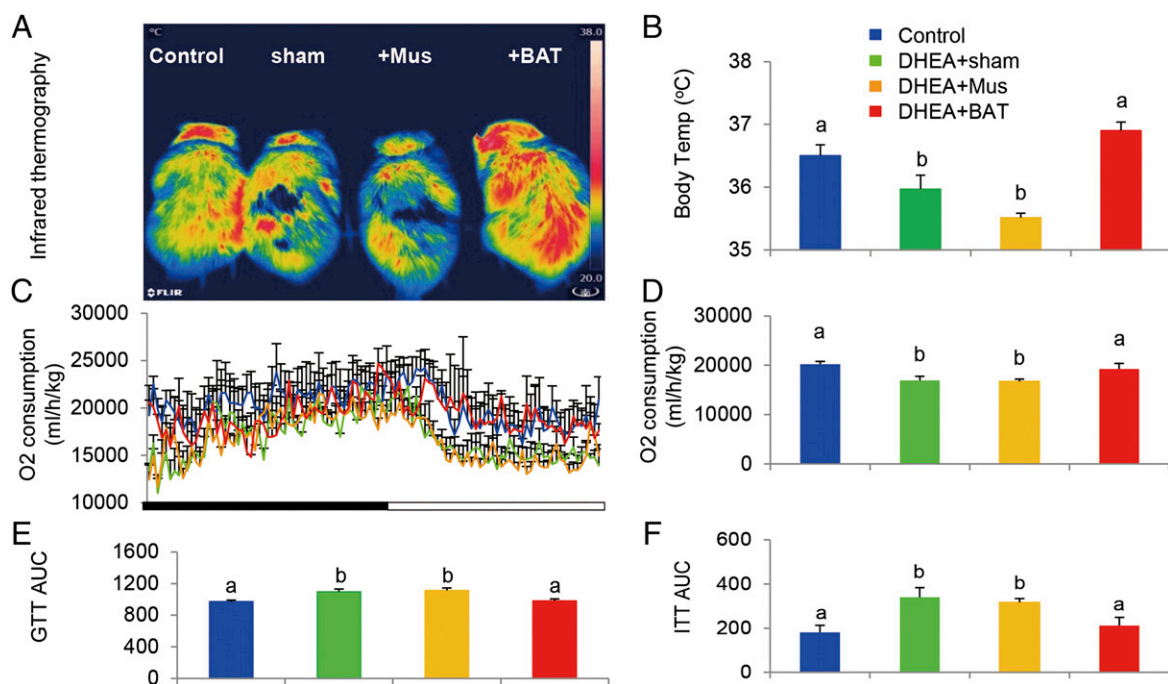 A
Infrared thermography
°C
38.0
Control sham +Mus +BAT
20.0
FLIR
B
Control
DHEA+sham
DHEA+Mus
DHEA+BAT
Body Temp (ºC)
38
37
36
35
a
b
b
a
C
O2 consumption
(ml/h/kg)
30000
25000
20000
15000
10000
D
O2 consumption
(ml/h/kg)
30000
20000
10000
0
a
b
b
a
E
GTT AUC
1600
1200
800
400
0
a
b
b
a
F
ITT AUC
600
400
200
0
a
b
b
a